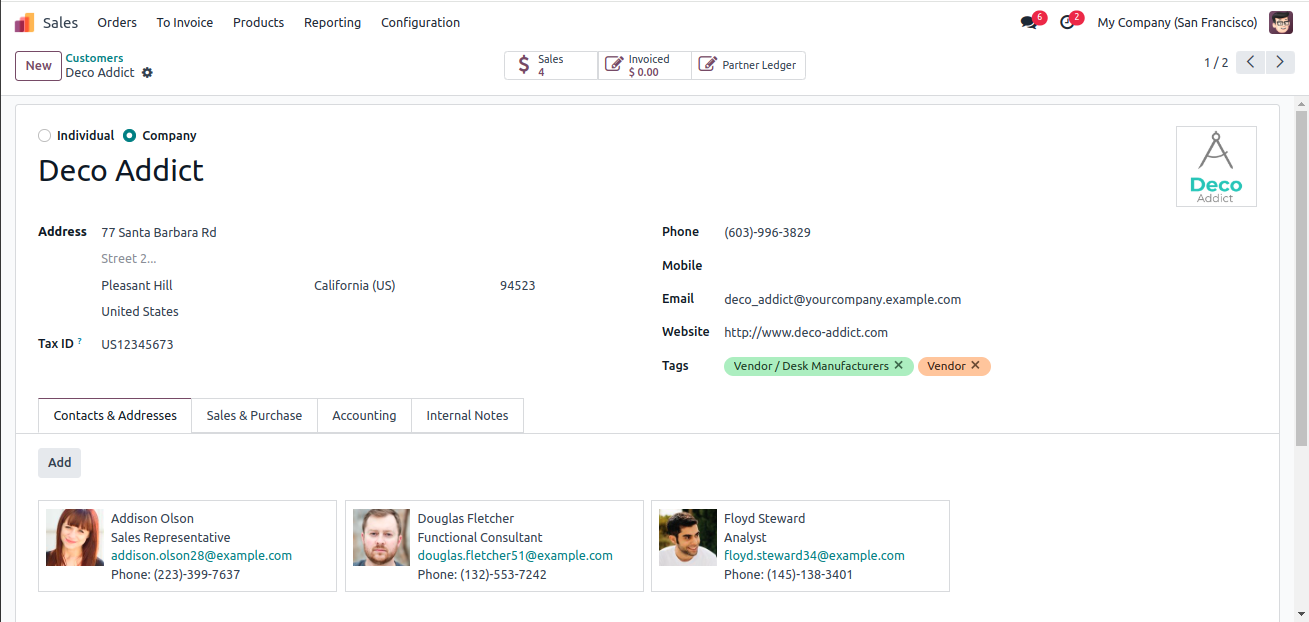 Sales Orders To Invoice Products Reporting Configuration 6 2 My Company (San Francisco)
New Customers
Deco Addict
Sales
4
Invoiced
$ 0.00
Partner Ledger
1 / 2
Individual Company
Deco Addict
Deco
Addict
Address 77 Santa Barbara Rd
Street 2...
Pleasant Hill California (US) 94523
United States
Tax ID ? US12345673
Phone (603)-996-3829
Mobile
Email deco_addict@yourcompany.example.com
Website http://www.deco-addict.com
Tags Vendor / Desk Manufacturers ✕ Vendor ✕
Contacts & Addresses Sales & Purchase Accounting Internal Notes
Add
Addison Olson
Sales Representative
addison.olson28@example.com
Phone: (223)-399-7637
Douglas Fletcher
Functional Consultant
douglas.fletcher51@example.com
Phone: (132)-553-7242
Floyd Steward
Analyst
floyd.steward34@example.com
Phone: (145)-138-3401